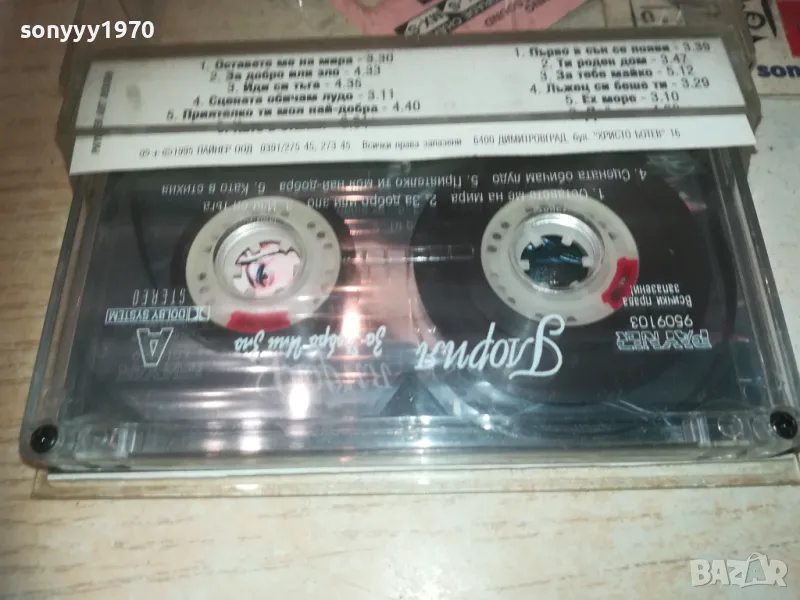 sonyyy1970
1. Оставете ме на мира - 3.30
2. За добро или зло - 4.33
3. Иди си тъга - 4.35
4. Сцената обичам лудо - 3.11
5. Приятелко ти моя най-добра - 4.40
1. Първо в сън се появи - 3.39
2. Ти роден дом - 3.47
3. За тебе майко - 5.12
4. Лъжец си беше ти - 3.29
5. Ех море - 3.10
©1995 ПАЙНЕР ООД 0391/275 45, 273 45 Всички права запазени 6400 ДИМИТРОВГРАД, бул. "ХРИСТО БОТЕВ" 16
PAYNER
9509103
Всички права
запазени!
Глория
За Добро Или Зло
A
DOLBY SYSTEM
STEREO
1. Оставете ме на мира 2. За добро или зло 3. Иди си тъга
4. Сцената обичам лудо 5. Приятелко ти моя най-добра 6. Като в стихия
BAZAR